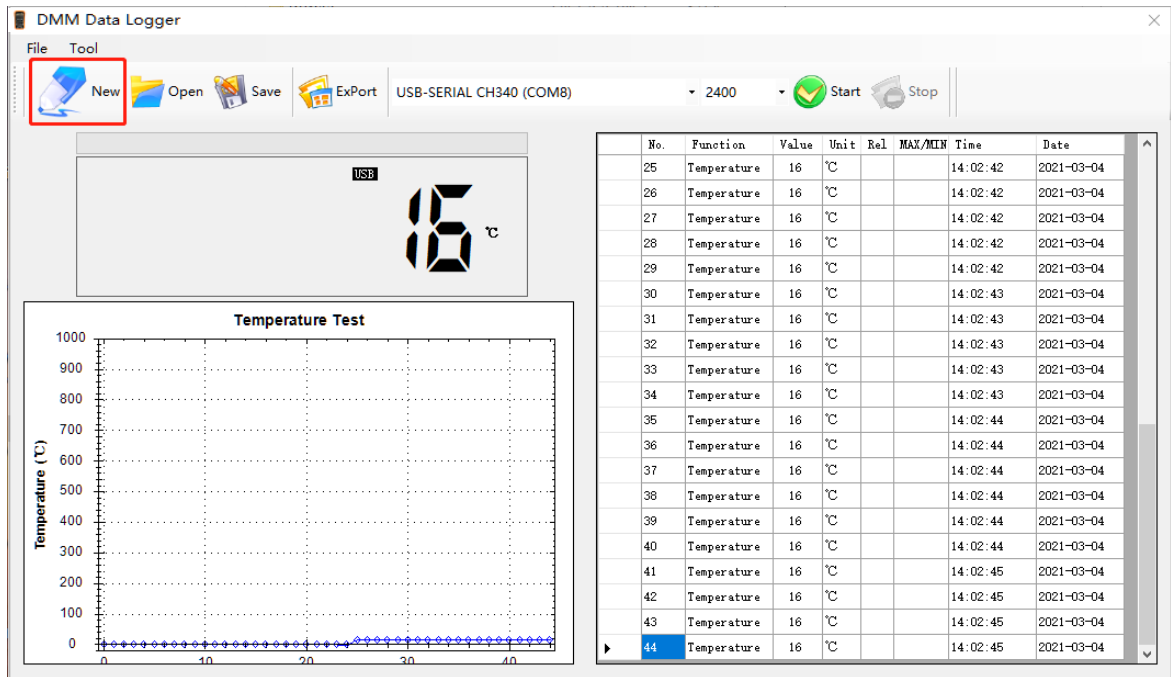 DMM Data Logger
File Tool
New Open Save ExPort USB-SERIAL CH340 (COM8) 2400 Start Stop
USB
16 ℃
Temperature Test
1000
900
800
700
600
500
400
300
200
100
0
Temperature (℃)
0 10 20 30 40
No. Function Value Unit Rel MAX/MIN Time Date
25 Temperature 16 ℃ 14:02:42 2021-03-04
26 Temperature 16 ℃ 14:02:42 2021-03-04
27 Temperature 16 ℃ 14:02:42 2021-03-04
28 Temperature 16 ℃ 14:02:42 2021-03-04
29 Temperature 16 ℃ 14:02:42 2021-03-04
30 Temperature 16 ℃ 14:02:43 2021-03-04
31 Temperature 16 ℃ 14:02:43 2021-03-04
32 Temperature 16 ℃ 14:02:43 2021-03-04
33 Temperature 16 ℃ 14:02:43 2021-03-04
34 Temperature 16 ℃ 14:02:43 2021-03-04
35 Temperature 16 ℃ 14:02:44 2021-03-04
36 Temperature 16 ℃ 14:02:44 2021-03-04
37 Temperature 16 ℃ 14:02:44 2021-03-04
38 Temperature 16 ℃ 14:02:44 2021-03-04
39 Temperature 16 ℃ 14:02:44 2021-03-04
40 Temperature 16 ℃ 14:02:44 2021-03-04
41 Temperature 16 ℃ 14:02:45 2021-03-04
42 Temperature 16 ℃ 14:02:45 2021-03-04
43 Temperature 16 ℃ 14:02:45 2021-03-04
44 Temperature 16 ℃ 14:02:45 2021-03-04